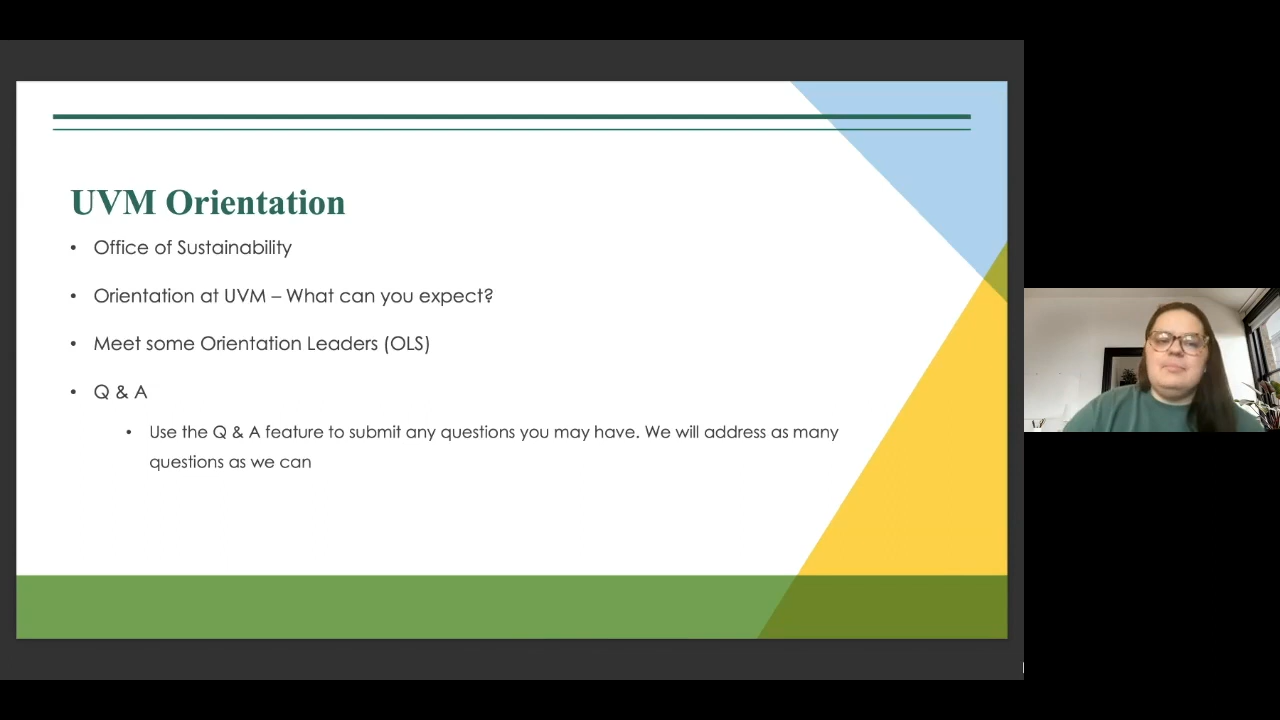 UVM Orientation
• Office of Sustainability
• Orientation at UVM – What can you expect?
• Meet some Orientation Leaders (OLS)
• Q & A
• Use the Q & A feature to submit any questions you may have. We will address as many
questions as we can